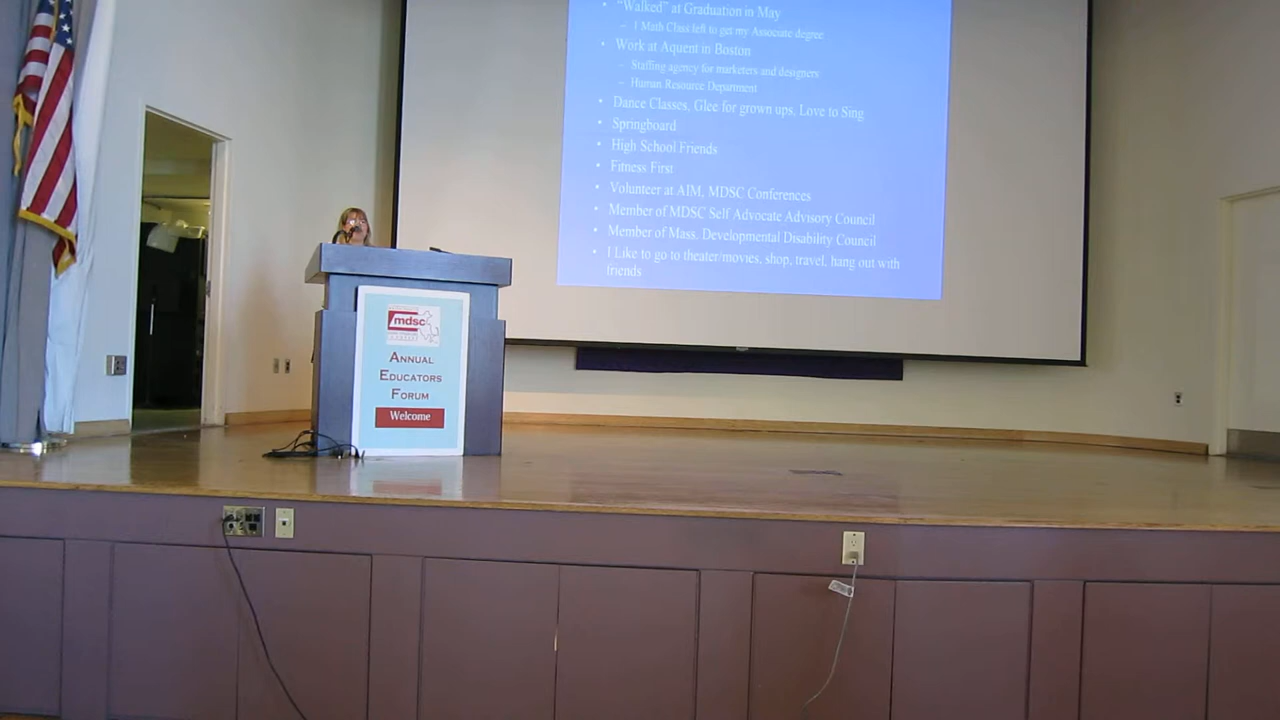 • "Walked" at Graduation in May
– 1 Math Class left to get my Associate degree
• Work at Aquent in Boston
– Staffing agency for marketers and designers
– Human Resource Department
• Dance Classes, Glee for grown ups, Love to Sing
• Springboard
• High School Friends
• Fitness First
• Volunteer at AIM, MDSC Conferences
• Member of MDSC Self Advocate Advisory Council
• Member of Mass. Developmental Disability Council
• I Like to go to theater/movies, shop, travel, hang out with
friends
mdsc
ANNUAL
EDUCATORS
FORUM
Welcome